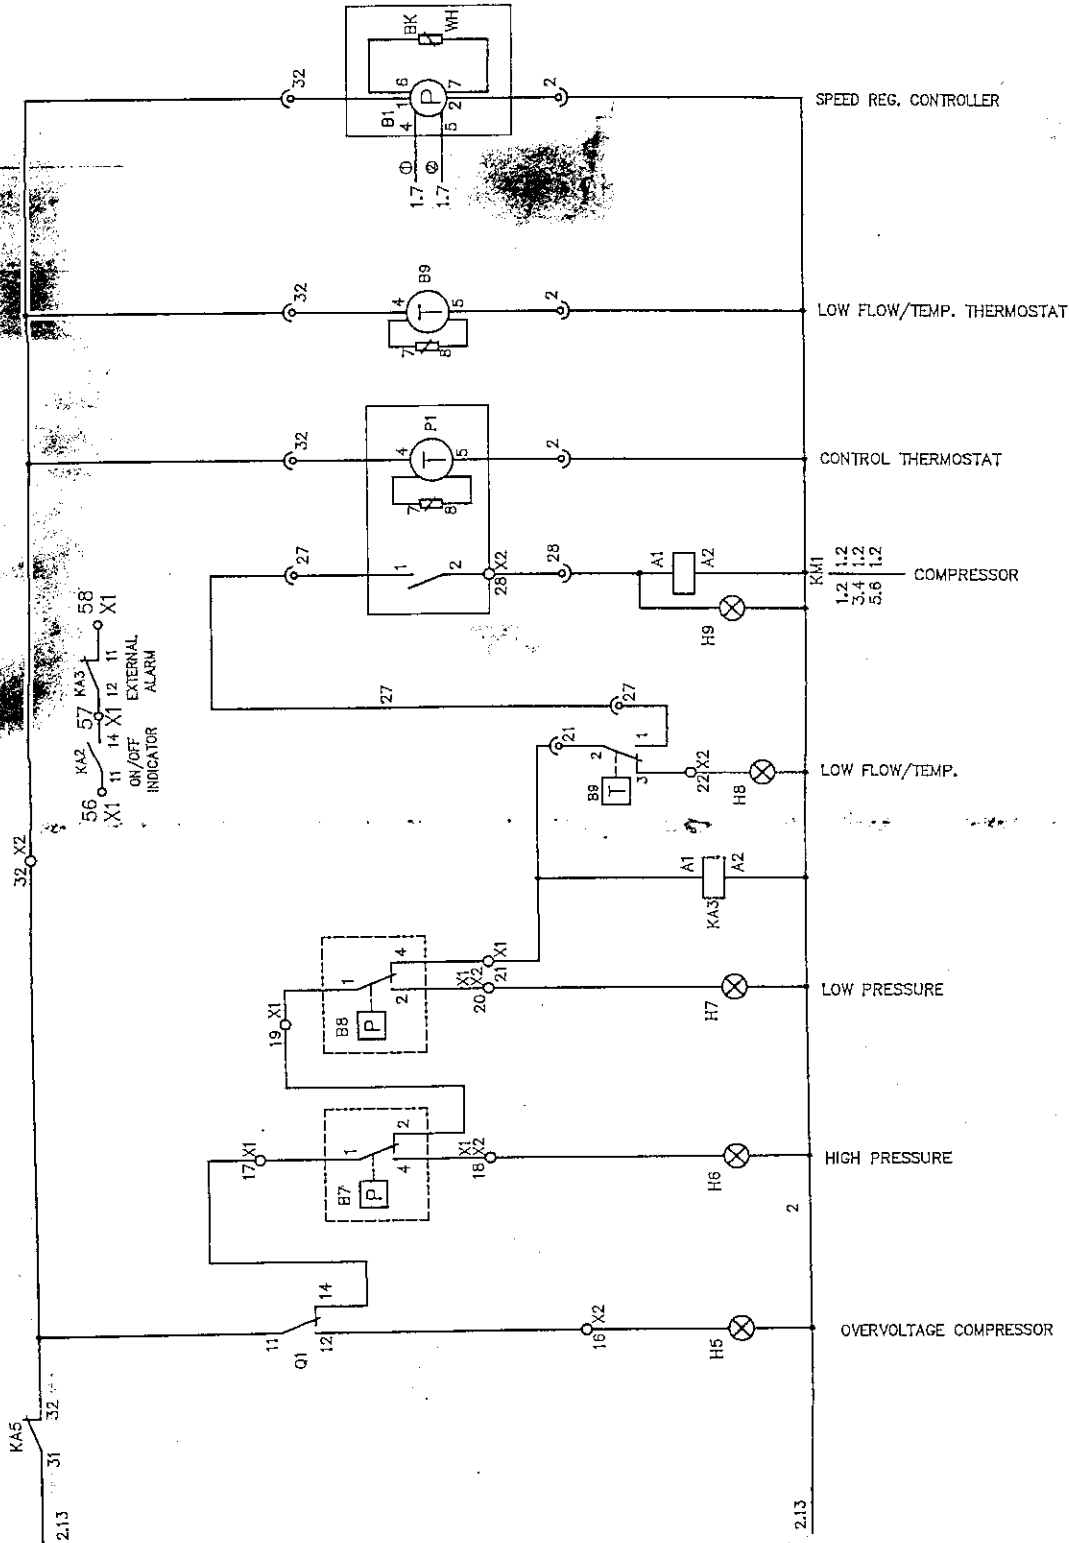 BK
WH
32
6
1
P
7
2
B1
4
5
①
②
1.7
1.7
2
SPEED REG. CONTROLLER
32
4
B9
T
5
7
8
2
LOW FLOW/TEMP. THERMOSTAT
32
4
P1
T
5
7
8
2
CONTROL THERMOSTAT
27
1
2
28
X2
28
A1
A2
KM1
1.2 1.2
3.4 1.2
5.6 1.2
COMPRESSOR
H9
58
X1
KA3
12 11
EXTERNAL
ALARM
57
X1
KA2
11 14
ON/OFF
INDICATOR
56
X1
27
27
21
2
1
3
B9
T
22
X2
H8
LOW FLOW/TEMP.
32
X2
A1
A2
KA3
19
X1
1
4
2
B8
P
X1
X1
X2
20
21
H7
LOW PRESSURE
17
X1
1
2
4
B7
P
X1
X2
18
H6
HIGH PRESSURE
2
11
14
12
Q1
16
X2
H5
OVERVOLTAGE COMPRESSOR
KA5
31
32
2.13
2.13